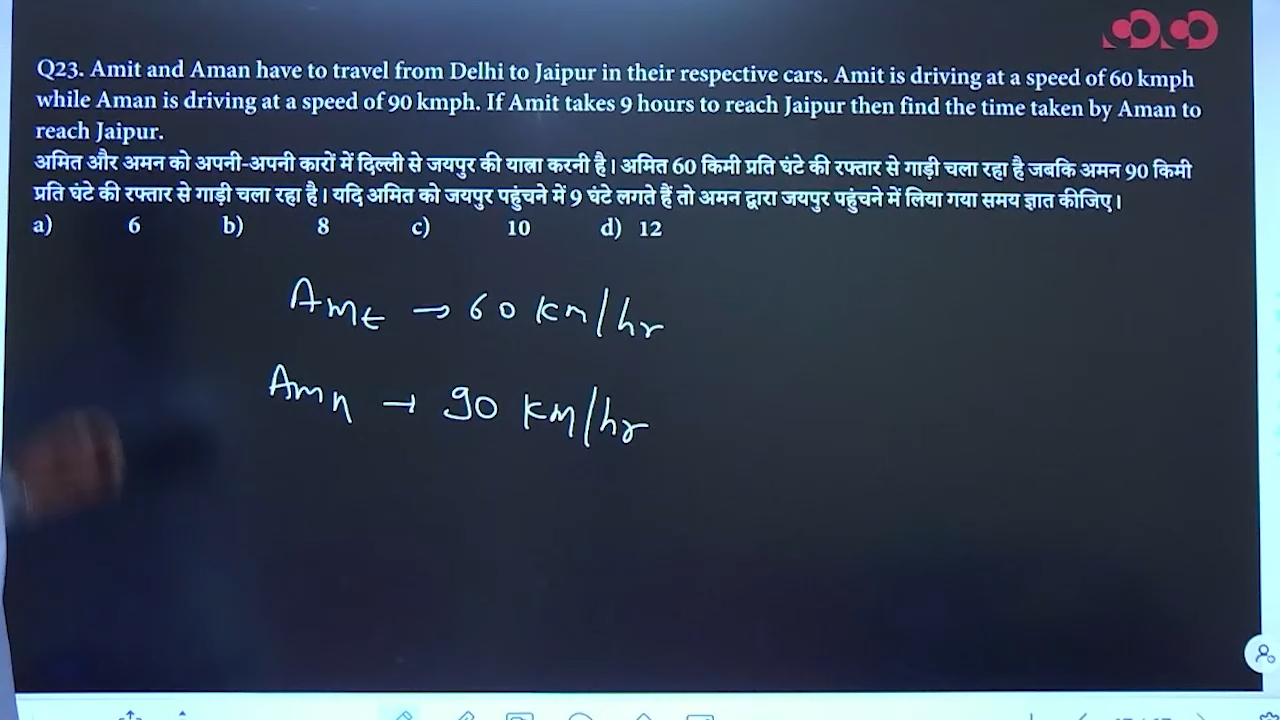 Q23. Amit and Aman have to travel from Delhi to Jaipur in their respective cars. Amit is driving at a speed of 60 kmph
while Aman is driving at a speed of 90 kmph. If Amit takes 9 hours to reach Jaipur then find the time taken by Aman to
reach Jaipur.
अमित और अमन को अपनी-अपनी कारों में दिल्ली से जयपुर की यात्रा करनी है। अमित 60 किमी प्रति घंटे की रफ्तार से गाड़ी चला रहा है जबकि अमन 90 किमी
प्रति घंटे की रफ्तार से गाड़ी चला रहा है। यदि अमित को जयपुर पहुंचने में 9 घंटे लगते हैं तो अमन द्वारा जयपुर पहुंचने में लिया गया समय ज्ञात कीजिए।
a) 6 b) 8 c) 10 d) 12
Amt → 60 km/hr
Amn → 90 km/hr